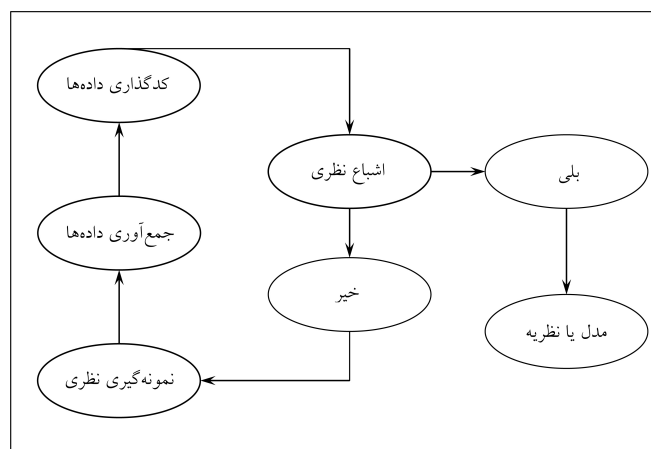 کدگذاری داده‌ها
اشباع نظری
بلی
جمع‌آوری داده‌ها
خیر
مدل یا نظریه
نمونه‌گیری نظری